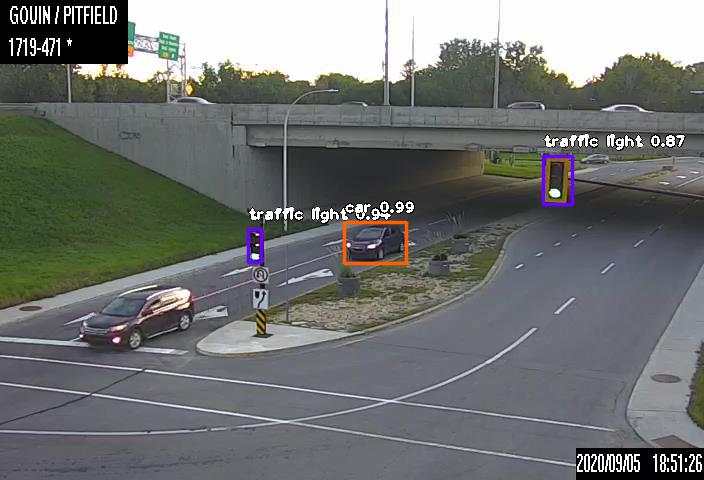 GOUIN / PITFIELD
1719-471 *
traffic light 0.87
car 0.99
traffic light 0.94
2020/09/05 18:51:26